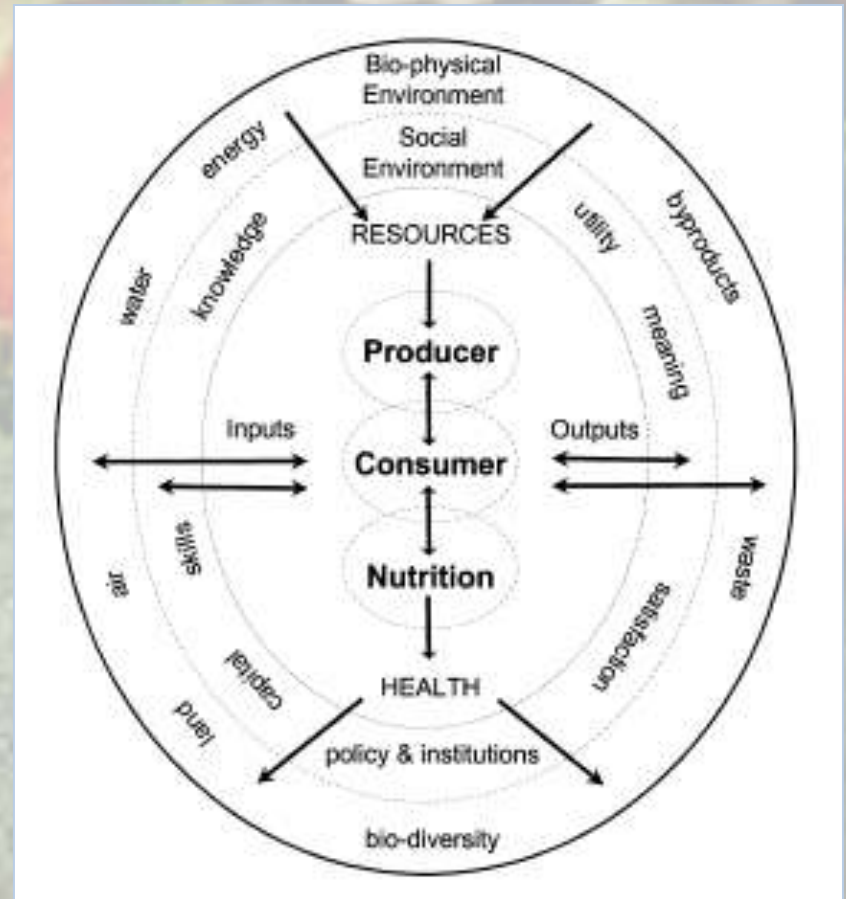 Bio-physical
Environment
Social
Environment
energy
knowledge
water
RESOURCES
utility
byproducts
meaning
Producer
Inputs
Outputs
Consumer
skills
air
Nutrition
waste
satisfaction
capital
land
HEALTH
policy & institutions
bio-diversity